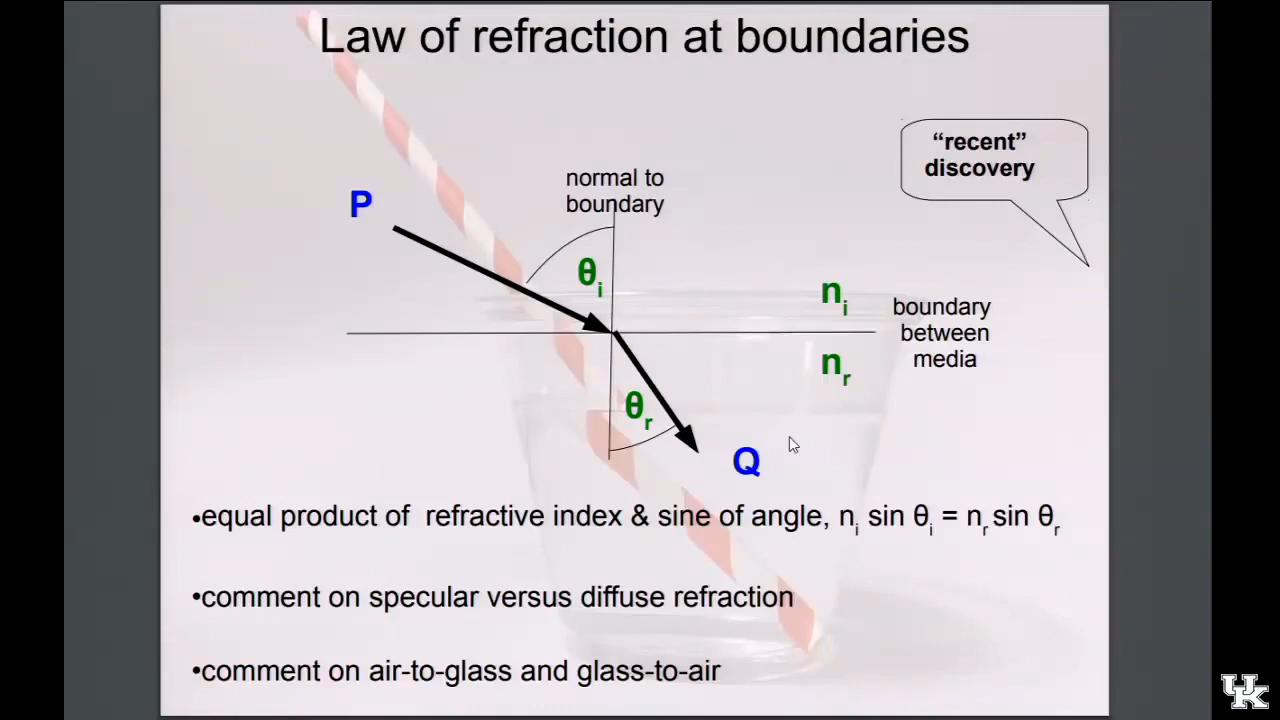 Law of refraction at boundaries
“recent”
discovery
normal to
boundary
P
θi
ni
boundary
between
media
nr
θr
Q
•equal product of refractive index & sine of angle, ni sin θi = nr sin θr
•comment on specular versus diffuse refraction
•comment on air-to-glass and glass-to-air
UK